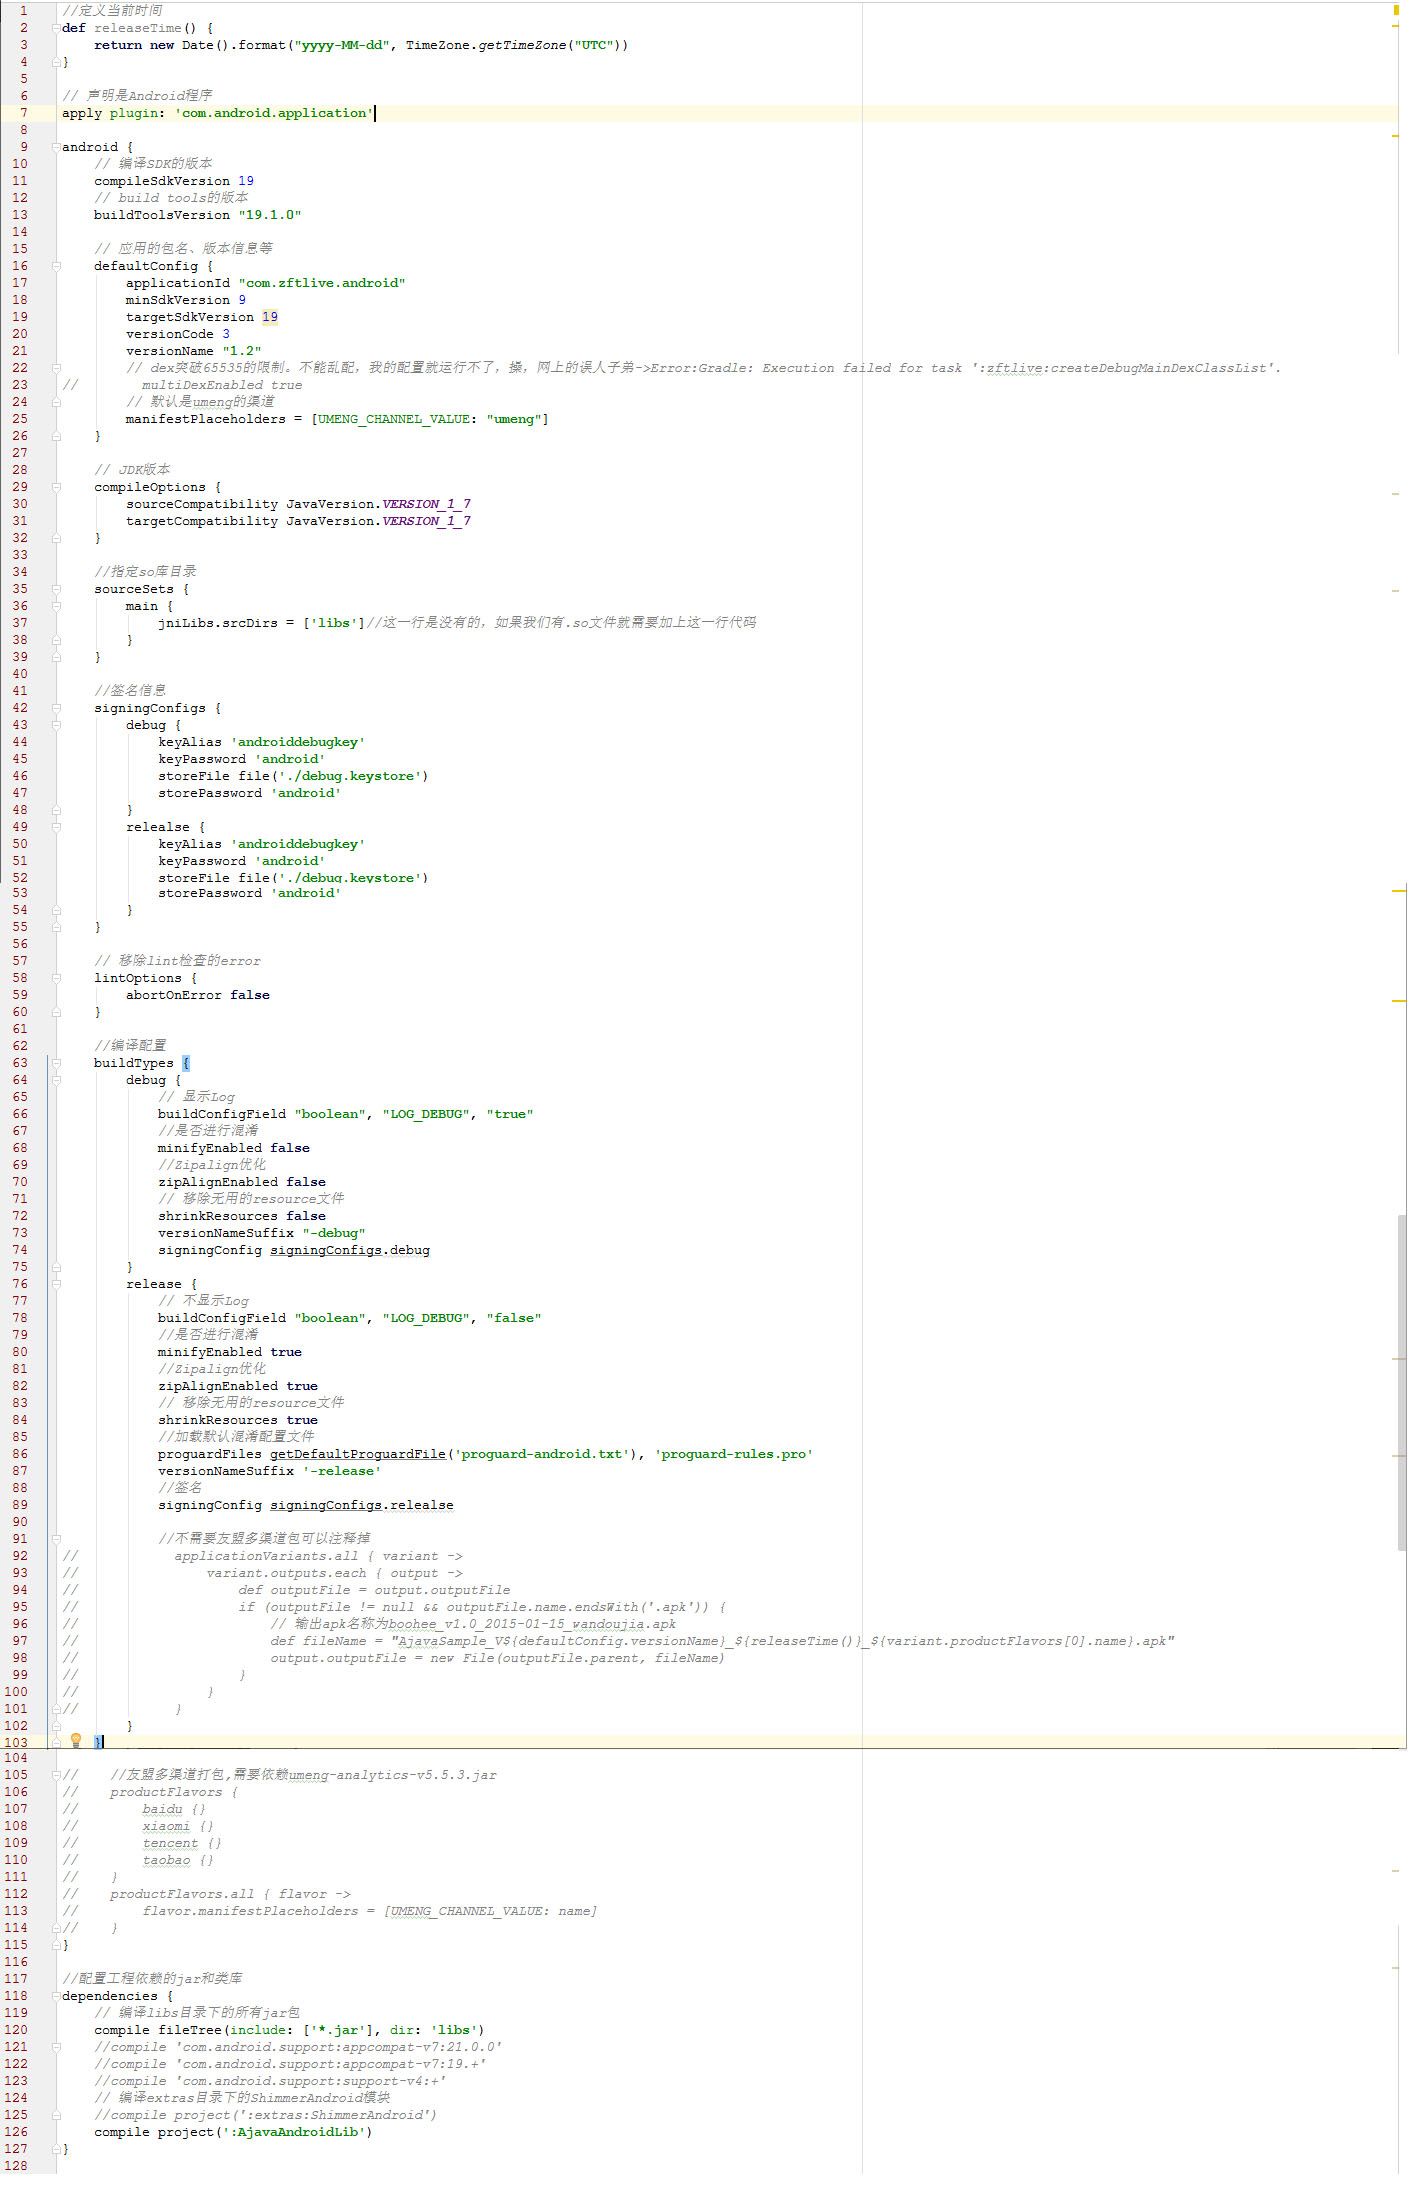 1 //定义当前时间
2 def releaseTime() {
3 return new Date().format("yyyy-MM-dd", TimeZone.getTimeZone("UTC"))
4 }
5
6 // 声明是Android程序
7 apply plugin: 'com.android.application'
8
9 android {
10 // 编译SDK的版本
11 compileSdkVersion 19
12 // build tools的版本
13 buildToolsVersion "19.1.0"
14
15 // 应用的包名、版本信息等
16 defaultConfig {
17 applicationId "com.zftlive.android"
18 minSdkVersion 9
19 targetSdkVersion 19
20 versionCode 3
21 versionName "1.2"
22 // dex突破65535的限制。不能乱配，我的配置就运行不了，操，网上的误人子弟->Error:Gradle: Execution failed for task ':zftlive:createDebugMainDexClassList'.
23 // multiDexEnabled true
24 // 默认是umeng的渠道
25 manifestPlaceholders = [UMENG_CHANNEL_VALUE: "umeng"]
26 }
27
28 // JDK版本
29 compileOptions {
30 sourceCompatibility JavaVersion.VERSION_1_7
31 targetCompatibility JavaVersion.VERSION_1_7
32 }
33
34 //指定so库目录
35 sourceSets {
36 main {
37 jniLibs.srcDirs = ['libs']//这一行是没有的，如果我们有.so文件就需要加上这一行代码
38 }
39 }
40
41 //签名信息
42 signingConfigs {
43 debug {
44 keyAlias 'androiddebugkey'
45 keyPassword 'android'
46 storeFile file('./debug.keystore')
47 storePassword 'android'
48 }
49 relealse {
50 keyAlias 'androiddebugkey'
51 keyPassword 'android'
52 storeFile file('./debug.keystore')
53 storePassword 'android'
54 }
55 }
56
57 // 移除lint检查的error
58 lintOptions {
59 abortOnError false
60 }
61
62 //编译配置
63 buildTypes {
64 debug {
65 // 显示Log
66 buildConfigField "boolean", "LOG_DEBUG", "true"
67 //是否进行混淆
68 minifyEnabled false
69 //Zipalign优化
70 zipAlignEnabled false
71 // 移除无用的resource文件
72 shrinkResources false
73 versionNameSuffix "-debug"
74 signingConfig signingConfigs.debug
75 }
76 release {
77 // 不显示Log
78 buildConfigField "boolean", "LOG_DEBUG", "false"
79 //是否进行混淆
80 minifyEnabled true
81 //Zipalign优化
82 zipAlignEnabled true
83 // 移除无用的resource文件
84 shrinkResources true
85 //加载默认混淆配置文件
86 proguardFiles getDefaultProguardFile('proguard-android.txt'), 'proguard-rules.pro'
87 versionNameSuffix '-release'
88 //签名
89 signingConfig signingConfigs.relealse
90
91 //不需要友盟多渠道包可以注释掉
92 // applicationVariants.all { variant ->
93 // variant.outputs.each { output ->
94 // def outputFile = output.outputFile
95 // if (outputFile != null && outputFile.name.endsWith('.apk')) {
96 // // 输出apk名称为boohee_v1.0_2015-01-15_wandoujia.apk
97 // def fileName = "AjavaSample_V${defaultConfig.versionName}_${releaseTime()}_${variant.productFlavors[0].name}.apk"
98 // output.outputFile = new File(outputFile.parent, fileName)
99 // }
100 // }
101 // }
102 }
103 }
104
105 // //友盟多渠道打包,需要依赖umeng-analytics-v5.5.3.jar
106 // productFlavors {
107 // baidu {}
108 // xiaomi {}
109 // tencent {}
110 // taobao {}
111 // }
112 // productFlavors.all { flavor ->
113 // flavor.manifestPlaceholders = [UMENG_CHANNEL_VALUE: name]
114 // }
115 }
116
117 //配置工程依赖的jar和类库
118 dependencies {
119 // 编译libs目录下的所有jar包
120 compile fileTree(include: ['*.jar'], dir: 'libs')
121 //compile 'com.android.support:appcompat-v7:21.0.0'
122 //compile 'com.android.support:appcompat-v7:19.+'
123 //compile 'com.android.support:support-v4:+'
124 // 编译extras目录下的ShimmerAndroid模块
125 //compile project(':extras:ShimmerAndroid')
126 compile project(':AjavaAndroidLib')
127 }
128